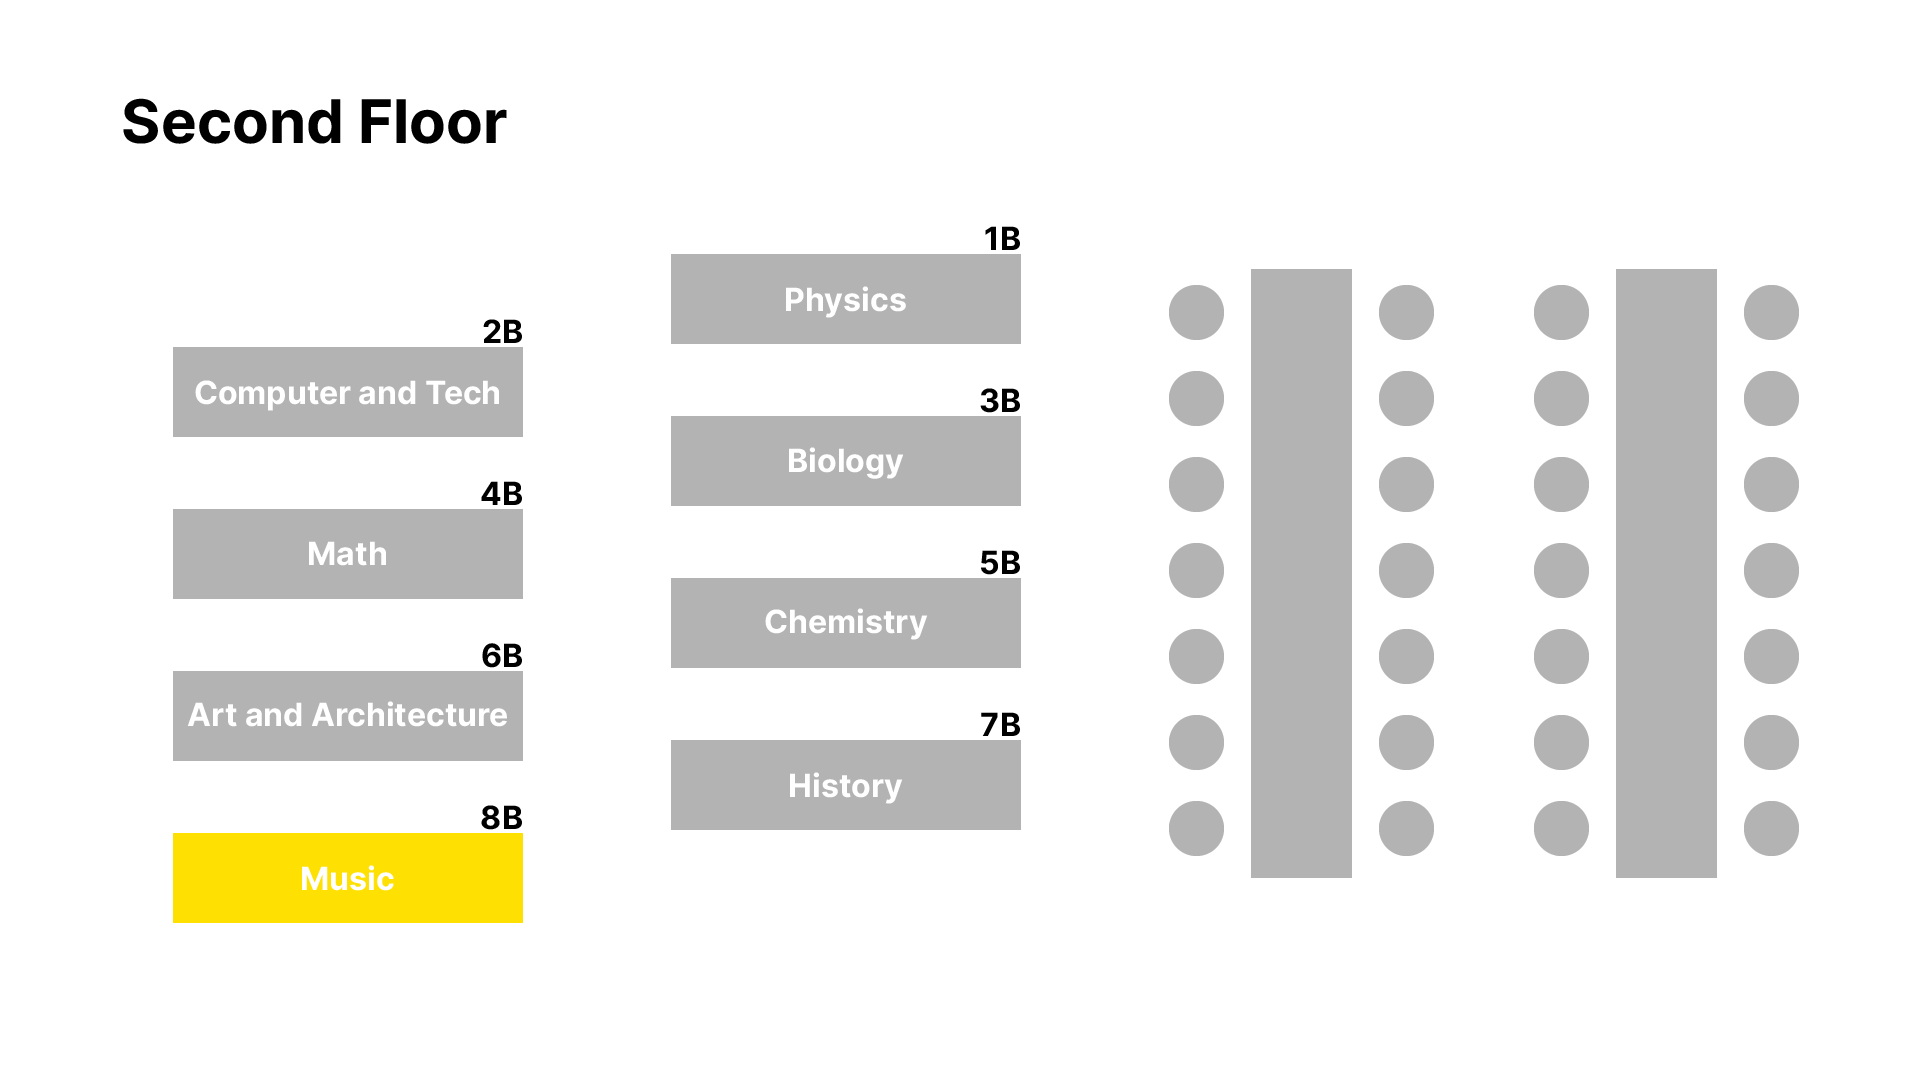 Second Floor
2B
Computer and Tech
4B
Math
6B
Art and Architecture
8B
Music
1B
Physics
3B
Biology
5B
Chemistry
7B
History